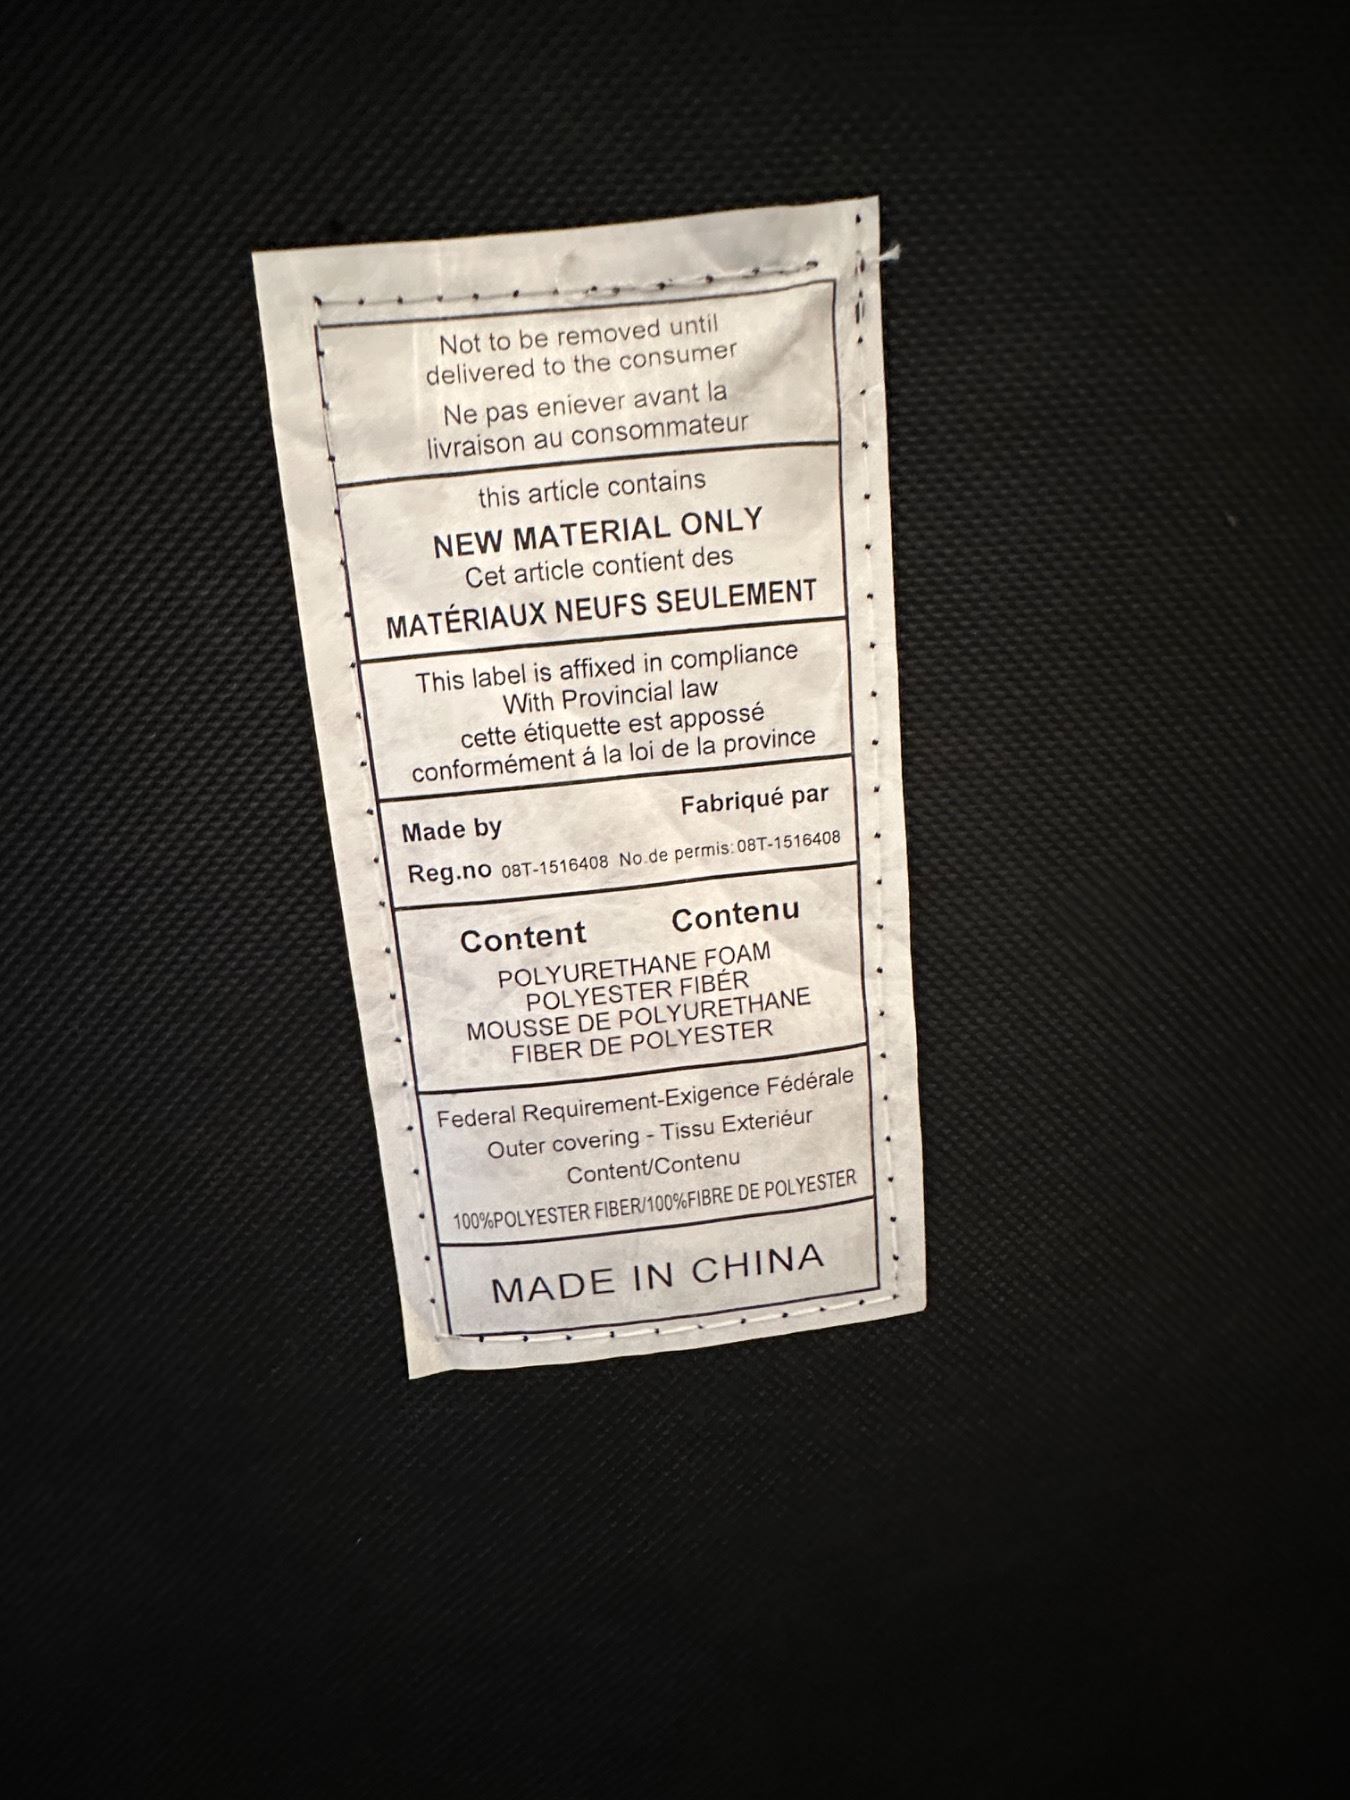 Not to be removed until
delivered to the consumer
Ne pas eniever avant la
livraison au consommateur
this article contains
NEW MATERIAL ONLY
Cet article contient des
MATÉRIAUX NEUFS SEULEMENT
This label is affixed in compliance
With Provincial law
cette étiquette est appossé
conformément á la loi de la province
Made by Fabriqué par
Reg.no 08T-1516408 No.de permis:08T-1516408
Content Contenu
POLYURETHANE FOAM
POLYESTER FIBÉR
MOUSSE DE POLYURETHANE
FIBER DE POLYESTER
Federal Requirement-Exigence Fédérale
Outer covering - Tissu Exteriéur
Content/Contenu
100%POLYESTER FIBER/100%FIBRE DE POLYESTER
MADE IN CHINA